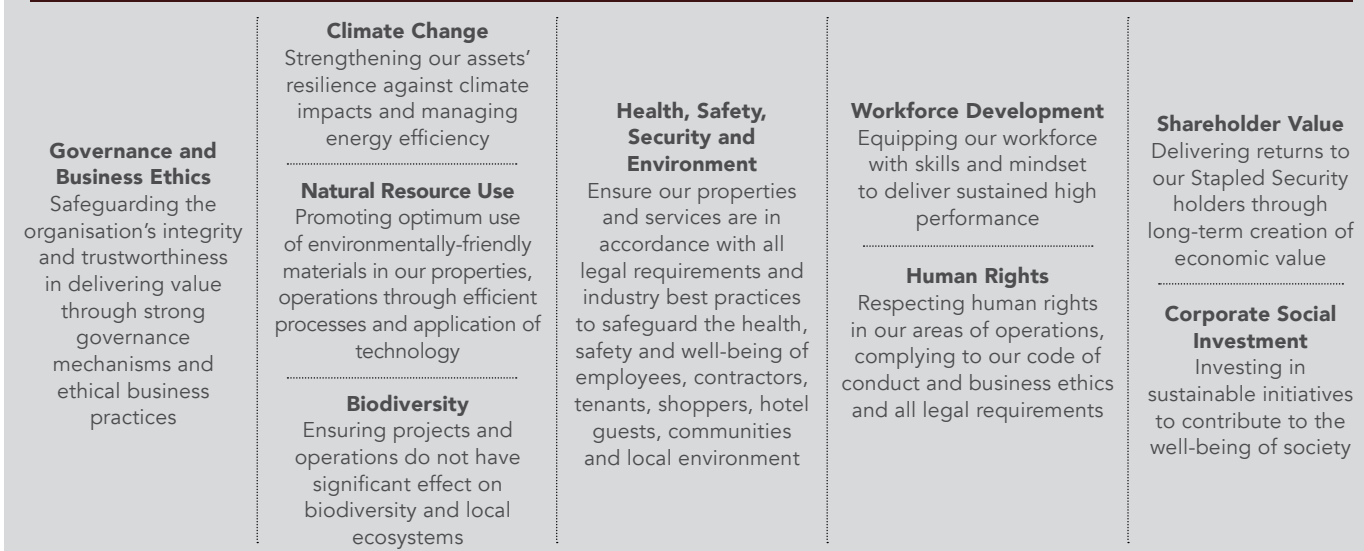 Governance and
Business Ethics
Safeguarding the
organisation's integrity
and trustworthiness
in delivering value
through strong
governance
mechanisms and
ethical business
practices
Climate Change
Strengthening our assets'
resilience against climate
impacts and managing
energy efficiency
Natural Resource Use
Promoting optimum use
of environmentally-friendly
materials in our properties,
operations through efficient
processes and application of
technology
Biodiversity
Ensuring projects and
operations do not have
significant effect on
biodiversity and local
ecosystems
Health, Safety,
Security and
Environment
Ensure our properties
and services are in
accordance with all
legal requirements and
industry best practices
to safeguard the health,
safety and well-being of
employees, contractors,
tenants, shoppers, hotel
guests, communities
and local environment
Workforce Development
Equipping our workforce
with skills and mindset
to deliver sustained high
performance
Human Rights
Respecting human rights
in our areas of operations,
complying to our code of
conduct and business ethics
and all legal requirements
Shareholder Value
Delivering returns to
our Stapled Security
holders through
long-term creation of
economic value
Corporate Social
Investment
Investing in
sustainable initiatives
to contribute to the
well-being of society